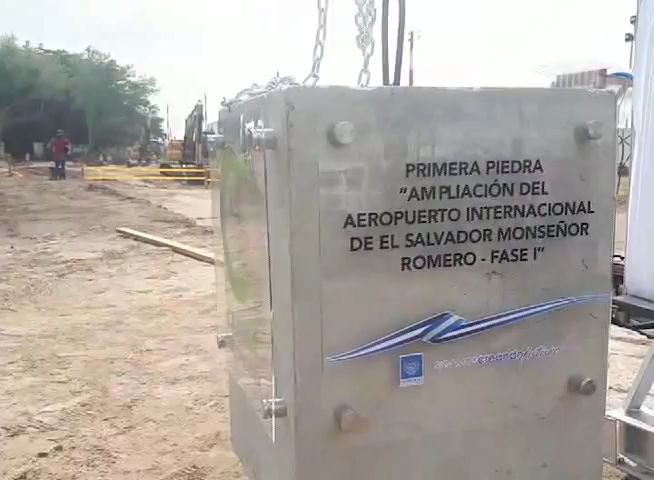 PRIMERA PIEDRA
"AMPLIACIÓN DEL
AEROPUERTO INTERNACIONAL
DE EL SALVADOR MONSEÑOR
ROMERO - FASE I"